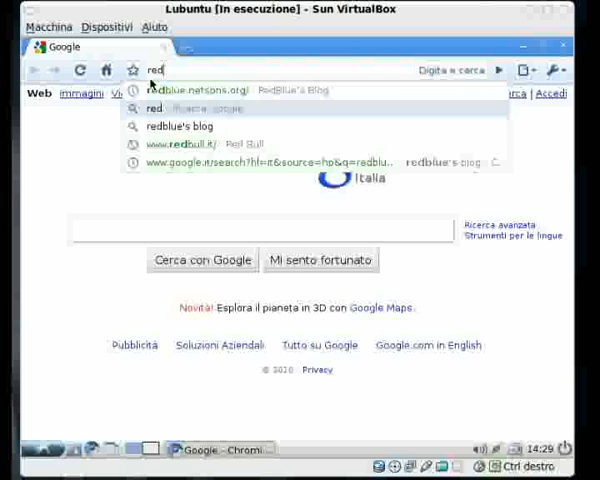 Lubuntu [In esecuzione] - Sun VirtualBox
Macchina Dispositivi Aiuto
Google
red Digita e cerca
redblue.netsons.org/ RedBlue's Blog
Web immagini
rca Accedi
red Ricerca Google
redblue's blog
www.redbull.it/ Red Bull
www.google.it/search?hl=it&source=hp&q=redblu... redblue's blog
Italia
Ricerca avanzata
Strumenti per le lingue
Cerca con Google Mi sento fortunato
Novità! Esplora il pianeta in 3D con Google Maps.
Pubblicità Soluzioni Aziendali Tutto su Google Google.com in English
© 2010 Privacy
Google - Chromi 14:29
Ctrl destro